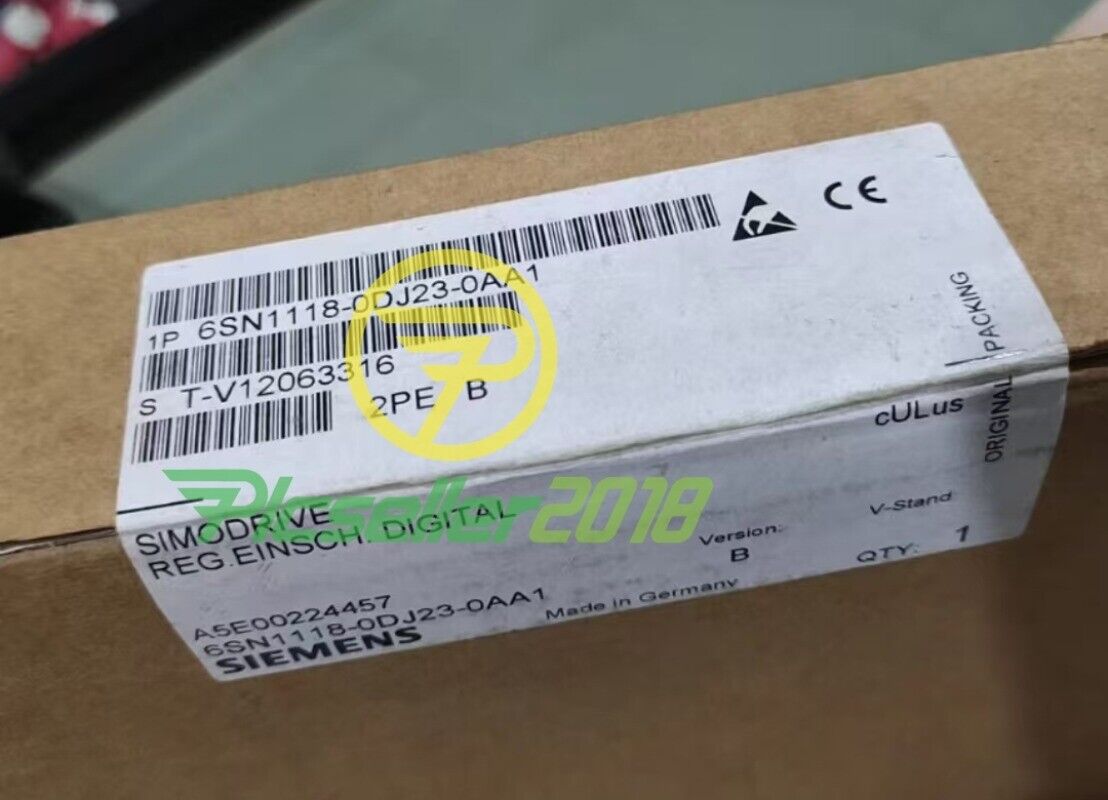 1P 6SN1118-0DJ23-0AA1
S T-V12063316
2PE B
CE
ORIGINAL PACKING
cULus
Plcseller2018
SIMODRIVE
REG.EINSCH. DIGITAL
Version: B
V-Stand
QTY: 1
A5E00224457
6SN1118-0DJ23-0AA1
Made in Germany
SIEMENS